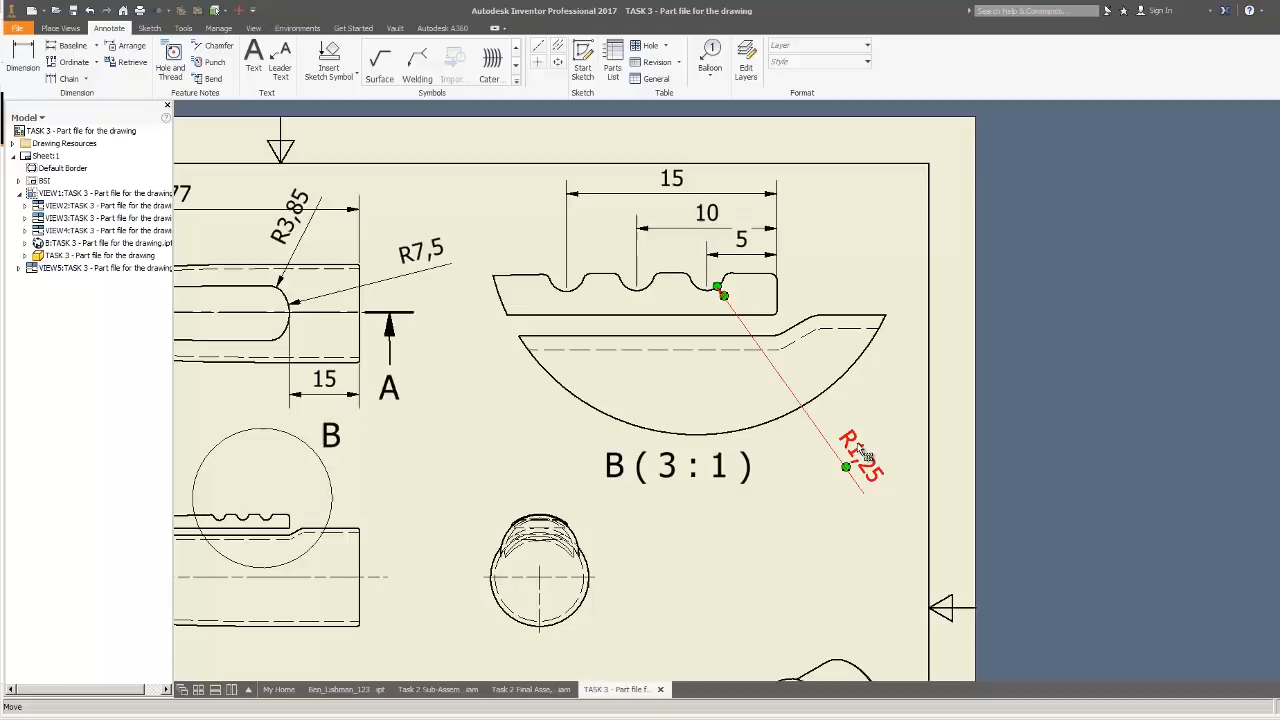 Autodesk Inventor Professional 2017 TASK 3 - Part file for the drawing
Search Help & Commands...
Sign In
File Place Views Annotate Sketch Tools Manage View Environments Get Started Vault Autodesk A360
Dimension
Baseline
Ordinate
Chain
Arrange
Retrieve
Dimension
Hole and Thread
Chamfer
Punch
Bend
Feature Notes
Text
Leader Text
Text
Insert Sketch Symbol
Surface
Welding
Impor...
Cater...
Symbols
Start Sketch
Sketch
Parts List
Hole
Revision
General
Table
Balloon
1
Edit Layers
Layer
Style
Format
Model
TASK 3 - Part file for the drawing
Drawing Resources
Sheet:1
Default Border
BSI
VIEW1:TASK 3 - Part file for the drawing
VIEW2:TASK 3 - Part file for the drawi
VIEW3:TASK 3 - Part file for the drawi
VIEW4:TASK 3 - Part file for the drawi
B:TASK 3 - Part file for the drawing.ipt
TASK 3 - Part file for the drawing
VIEW5:TASK 3 - Part file for the drawing
77
R3,85
R7,5
15
A
B
15
10
5
R1,25
B ( 3 : 1 )
My Home Ben_Lishman_123 .ipt Task 2 Sub-Assem...iam Task 2 Final Asse,...iam TASK 3 - Part file f...
Move